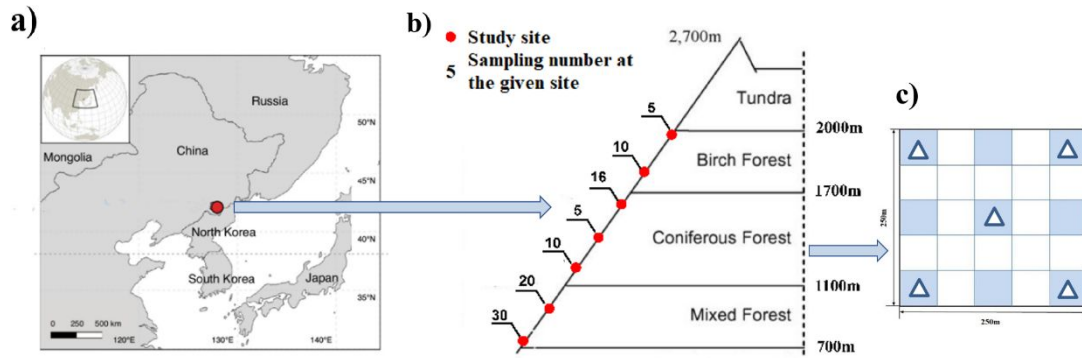 a)
Russia
50°N
Mongolia
China
45°N
North Korea
40°N
South Korea
Japan
35°N
0 250 500 km
120°E
130°E
140°E
b)
Study site
5 Sampling number at
the given site
2,700m
Tundra
2000m
Birch Forest
1700m
Coniferous Forest
1100m
Mixed Forest
700m
5
10
16
5
10
20
30
c)
250m
250m